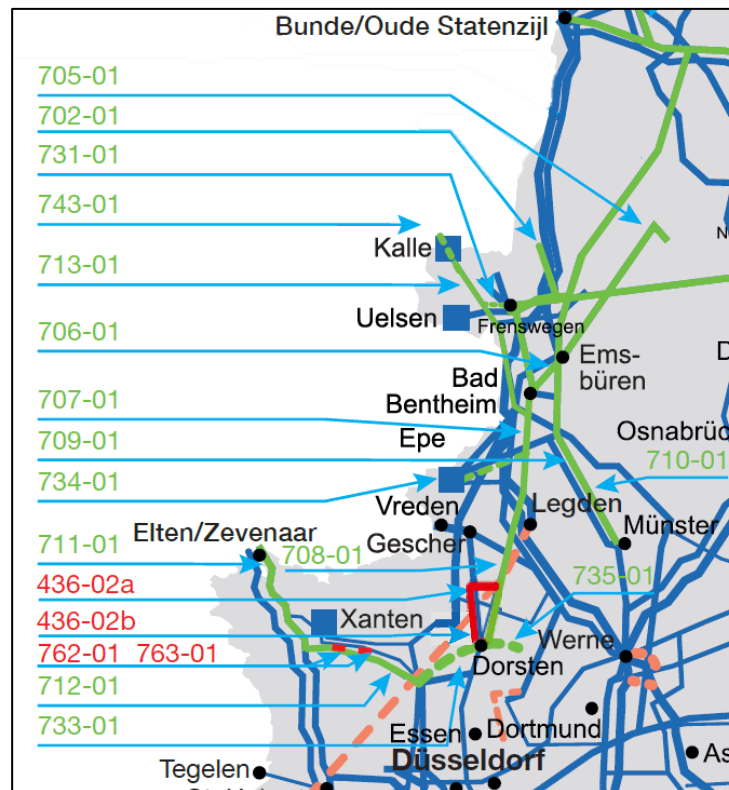 Bunde/Oude Statenzijl
705-01
702-01
731-01
743-01
Kalle
N
713-01
Uelsen
Frenswegen
706-01
Ems-
büren
D
Bad
Bentheim
707-01
709-01
Epe
Osnabrüc
710-01
734-01
Vreden
Legden
Elten/Zevenaar
Münster
711-01
708-01
Gescher
436-02a
735-01
436-02b
Xanten
Werne
762-01 763-01
Dorsten
712-01
733-01
Essen
Dortmund
Düsseldorf
As
Tegelen